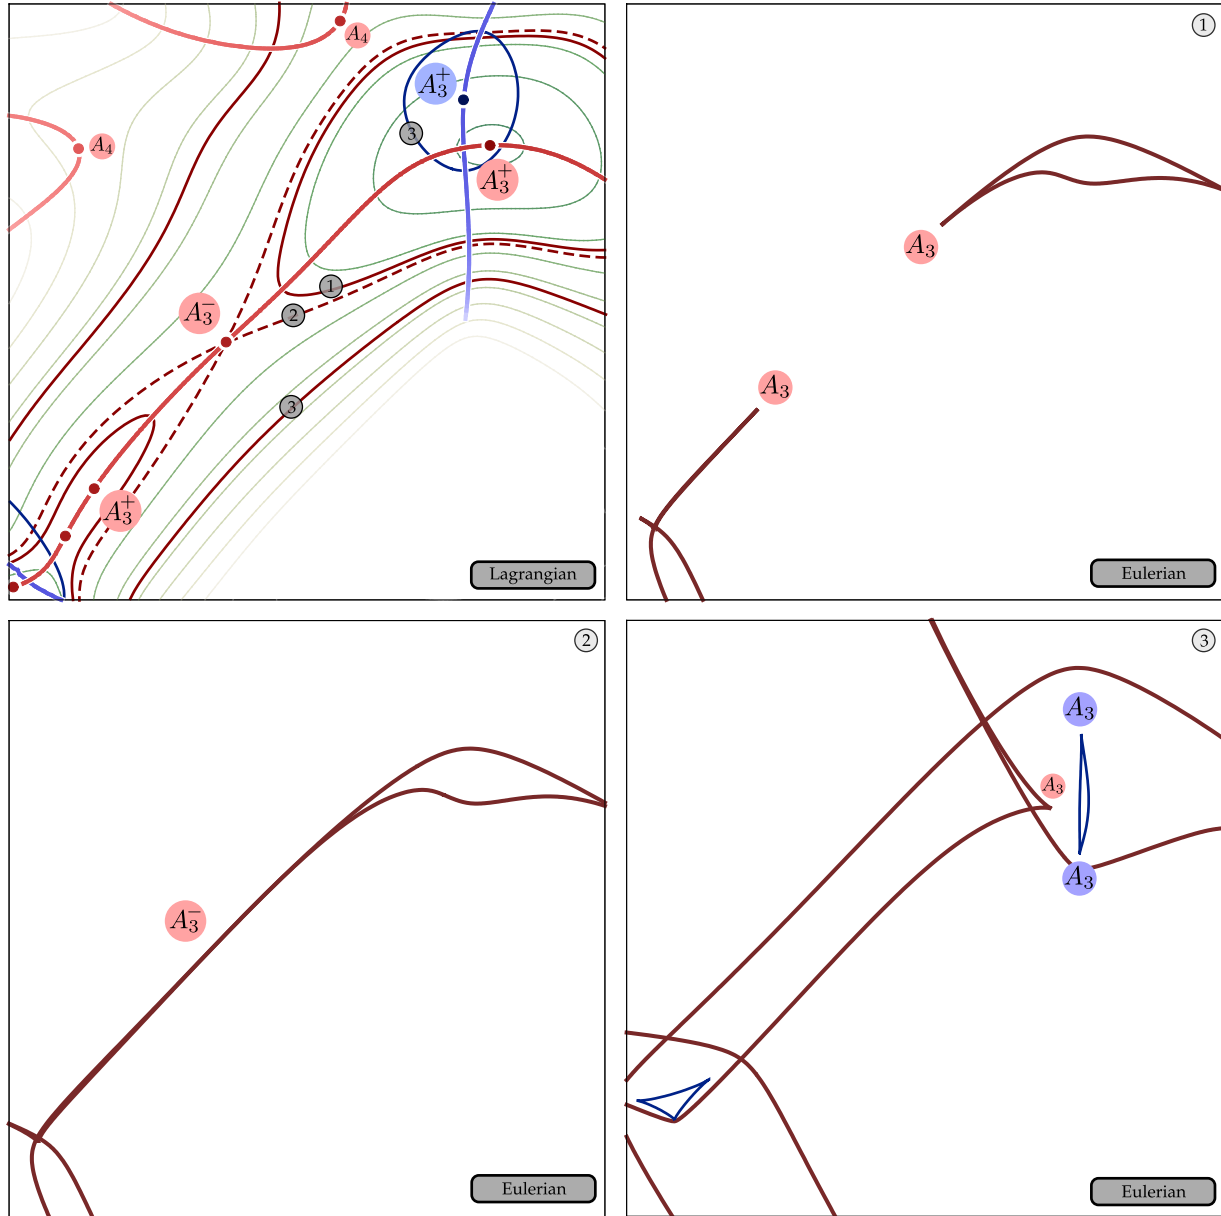 A₄
A₃⁺
3
A₄
A₃⁺
A₃⁻
1
2
3
A₃⁺
Lagrangian
1
A₃
A₃
Eulerian
2
A₃⁻
Eulerian
3
A₃
A₃
A₃
Eulerian